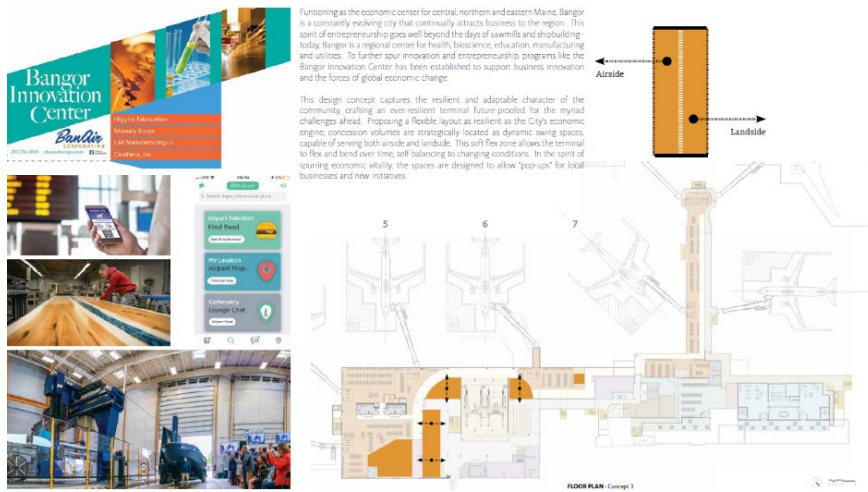 Bangor
Innovation
Center
BanAir
CORPORATION
Higgins Fabrication
L&J Manufacturing
Funtioning as the economic center for central, northern and eastern Maine, Bangor
is a constantly evolving city that continually attracts business to the region. This
spirit of entrepreneurship goes well beyond the days of sawmills and shipbuilding -
today, Bangor is a regional center for health, bioscience, education, manufacturing
and utilities. To further spur innovation and entrepreneurship, programs like the
Bangor Innovation Center has been established to support business innovation
and the forces of global economic change.
This design concept captures the resilient and adaptable character of the
community, crafting an ever-resilient terminal future-proofed for the myriad
challenges ahead. Proposing a flexible layout as resilient as the City's economic
engine; concession volumes are strategically located as dynamic swing spaces,
capable of serving both airside and landside. This soft flex zone allows the terminal
to flex and bend over time, self balancing to changing conditions. In the spirit of
spurring economic vitality, the spaces are designed to allow "pop-ups" for local
businesses and new initiatives.
Airside
Landside
Airport Selection
Find food.
My Location
Airport Map.
Community
Lounge Chat
5
6
7
FLOOR PLAN - Concept 3